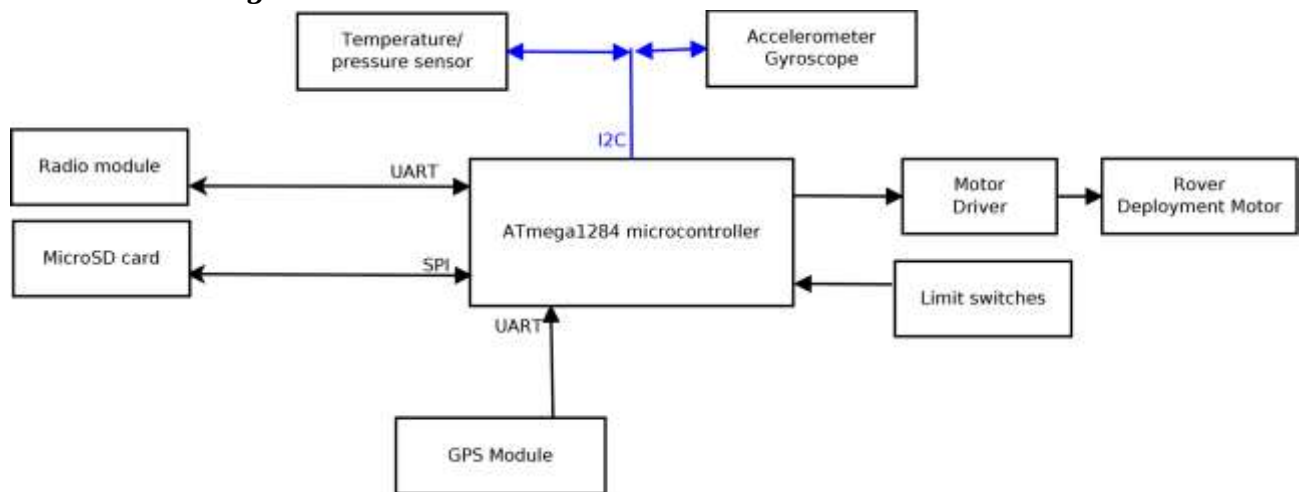 Temperature/
pressure sensor
Accelerometer
Gyroscope
I2C
Radio module
UART
Motor
Driver
Rover
Deployment Motor
ATmega1284 microcontroller
MicroSD card
SPI
Limit switches
UART
GPS Module